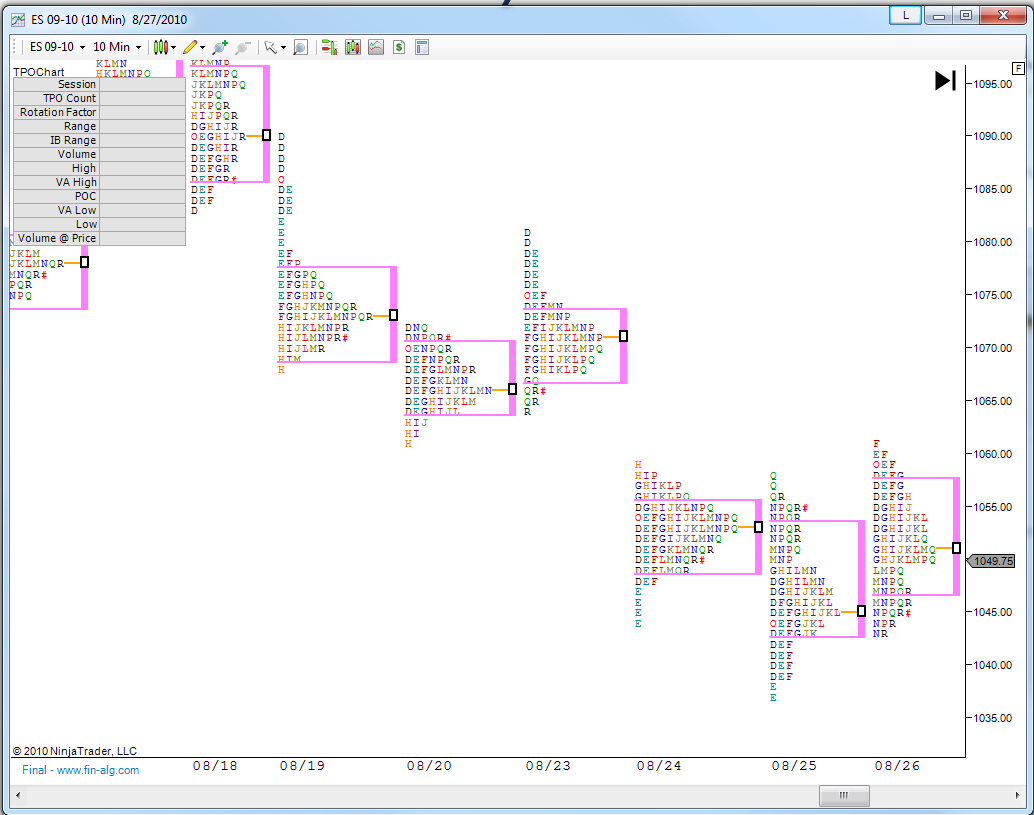 ES 09-10 (10 Min) 8/27/2010
L
ES 09-10
10 Min
$
F
TPOChart
Session
TPO Count
Rotation Factor
Range
IB Range
Volume
High
VA High
POC
VA Low
Low
Volume @ Price
KLMN
HKLMNPQ
JKLM
JKLMNQR
MNQR#
PQR
NPQ
KLMNP
KLMNPQ
JKLMNPQ
JKPQ
JKPQR
HIJPQR
DGHIJR
OEGHIJR
DEGHIR
DEFGHR
DEFGR
DEFGR#
DEF
DEF
D
D
D
D
D
O
DE
DE
DE
E
E
E
EF
EFP
EFGPQ
EFGHPQ
EFGHNPQ
FGHJKMNPQR
FGHIJKLMNPQR
HIJKLMNPR
HIJLMNPR#
HIJLMR
HIM
H
DNQ
DNPQR#
OENPQR
DEFNPQR
DEFGLMNPR
DEFGKLMN
DEFGHIJKLMN
DEGHIJKLM
DEGHIJL
HIJ
HI
H
D
D
DE
DE
DE
DE
OEF
DEFMN
DEFMNP
EFIJKLMNP
FGHIJKLMNP
FGHIJKLMPQ
FGHIJKLPQ
FGHIKLPQ
GQ
QR#
QR
R
H
HIP
GHIKLP
GHIKLPQ
DGHIJKLNPQ
OEFGHIJKLMNPQ
DEFGHIJKLMNPQ
DEFGIJKLMNQ
DEFGKLMNQR
DEFLMNQR#
DEFLMQR
DEF
E
E
E
E
Q
Q
QR
NPQR#
NPQR
NPQR
NPQR
MNPQ
MNP
GHILMN
DGHILMN
DGHIJKLM
DFGHIJKL
DEFGHIJKL
OEFGJKL
DEFGJK
DEF
DEF
DEF
DEF
E
E
F
EF
OEF
DEFG
DEFG
DEFGH
DGHIJ
DGHIJKL
DGHIJKL
GHIJKLQ
GHIJKLMQ
GHJKLMPQ
LMPQ
MNPQ
MNPQR
MNPQR
NPQR#
NPR
NR
1095.00
1090.00
1085.00
1080.00
1075.00
1070.00
1065.00
1060.00
1055.00
1049.75
1045.00
1040.00
1035.00
© 2010 NinjaTrader, LLC
08/18 08/19 08/20 08/23 08/24 08/25 08/26
Final - www.fin-alg.com